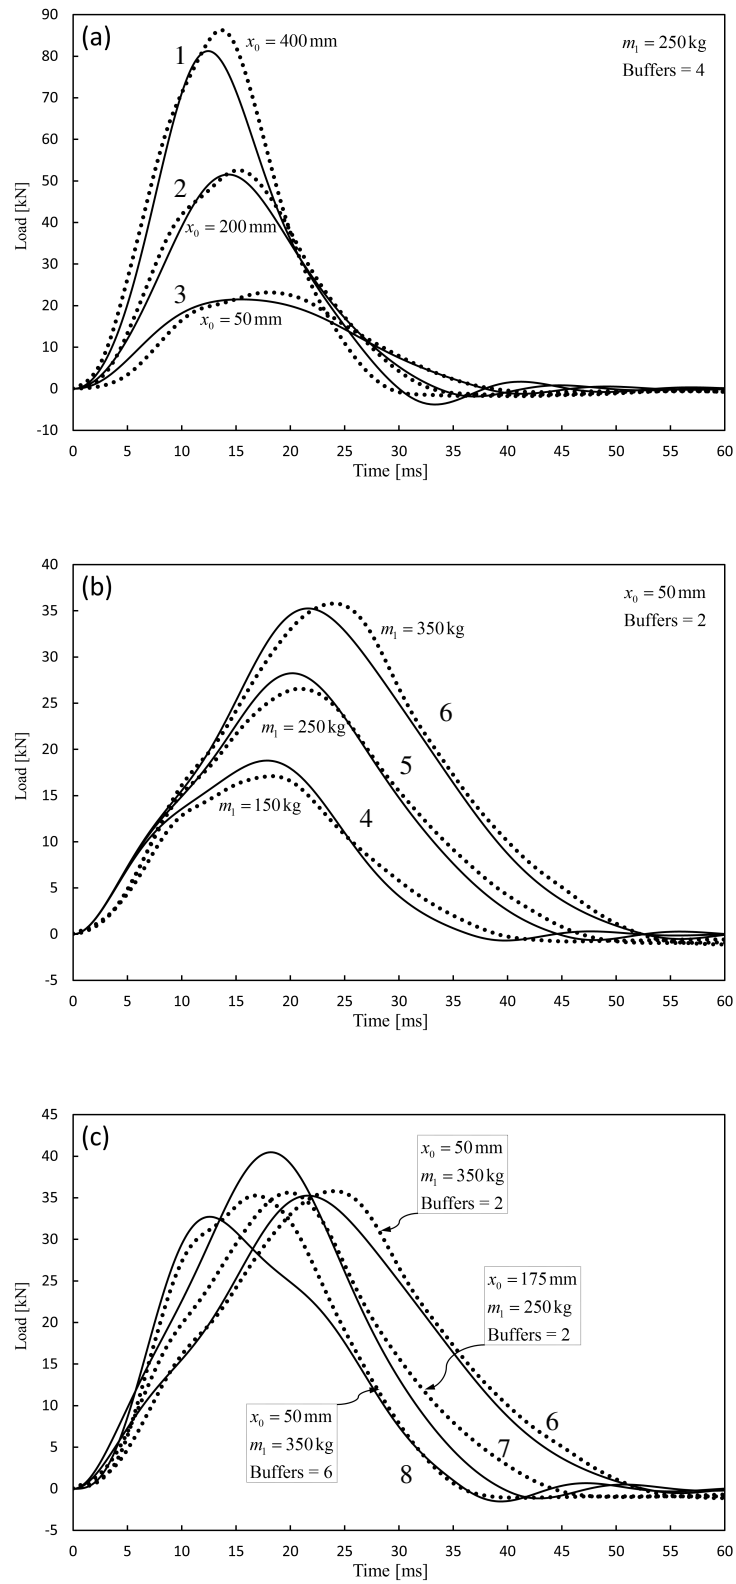 (a)
x₀ = 400 mm
m₁ = 250 kg
Buffers = 4
1
2
x₀ = 200 mm
3
x₀ = 50 mm
Load [kN]
90
80
70
60
50
40
30
20
10
0
-10
0 5 10 15 20 25 30 35 40 45 50 55 60
Time [ms]
(b)
x₀ = 50 mm
Buffers = 2
m₁ = 350 kg
6
m₁ = 250 kg
5
m₁ = 150 kg
4
Load [kN]
40
35
30
25
20
15
10
5
0
-5
0 5 10 15 20 25 30 35 40 45 50 55 60
Time [ms]
(c)
x₀ = 50 mm
m₁ = 350 kg
Buffers = 2
x₀ = 175 mm
m₁ = 250 kg
Buffers = 2
x₀ = 50 mm
m₁ = 350 kg
Buffers = 6
6
7
8
Load [kN]
45
40
35
30
25
20
15
10
5
0
-5
0 5 10 15 20 25 30 35 40 45 50 55 60
Time [ms]